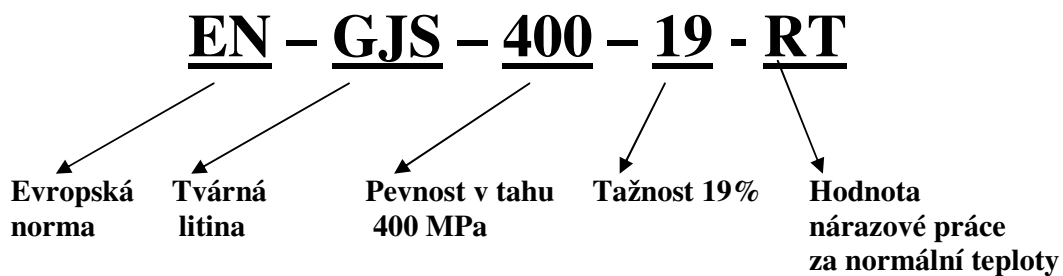 EN – GJS – 400 – 19 - RT
Evropská
norma
Tvárná
litina
Pevnost v tahu
400 MPa
Tažnost 19%
Hodnota
nárazové práce
za normální teploty